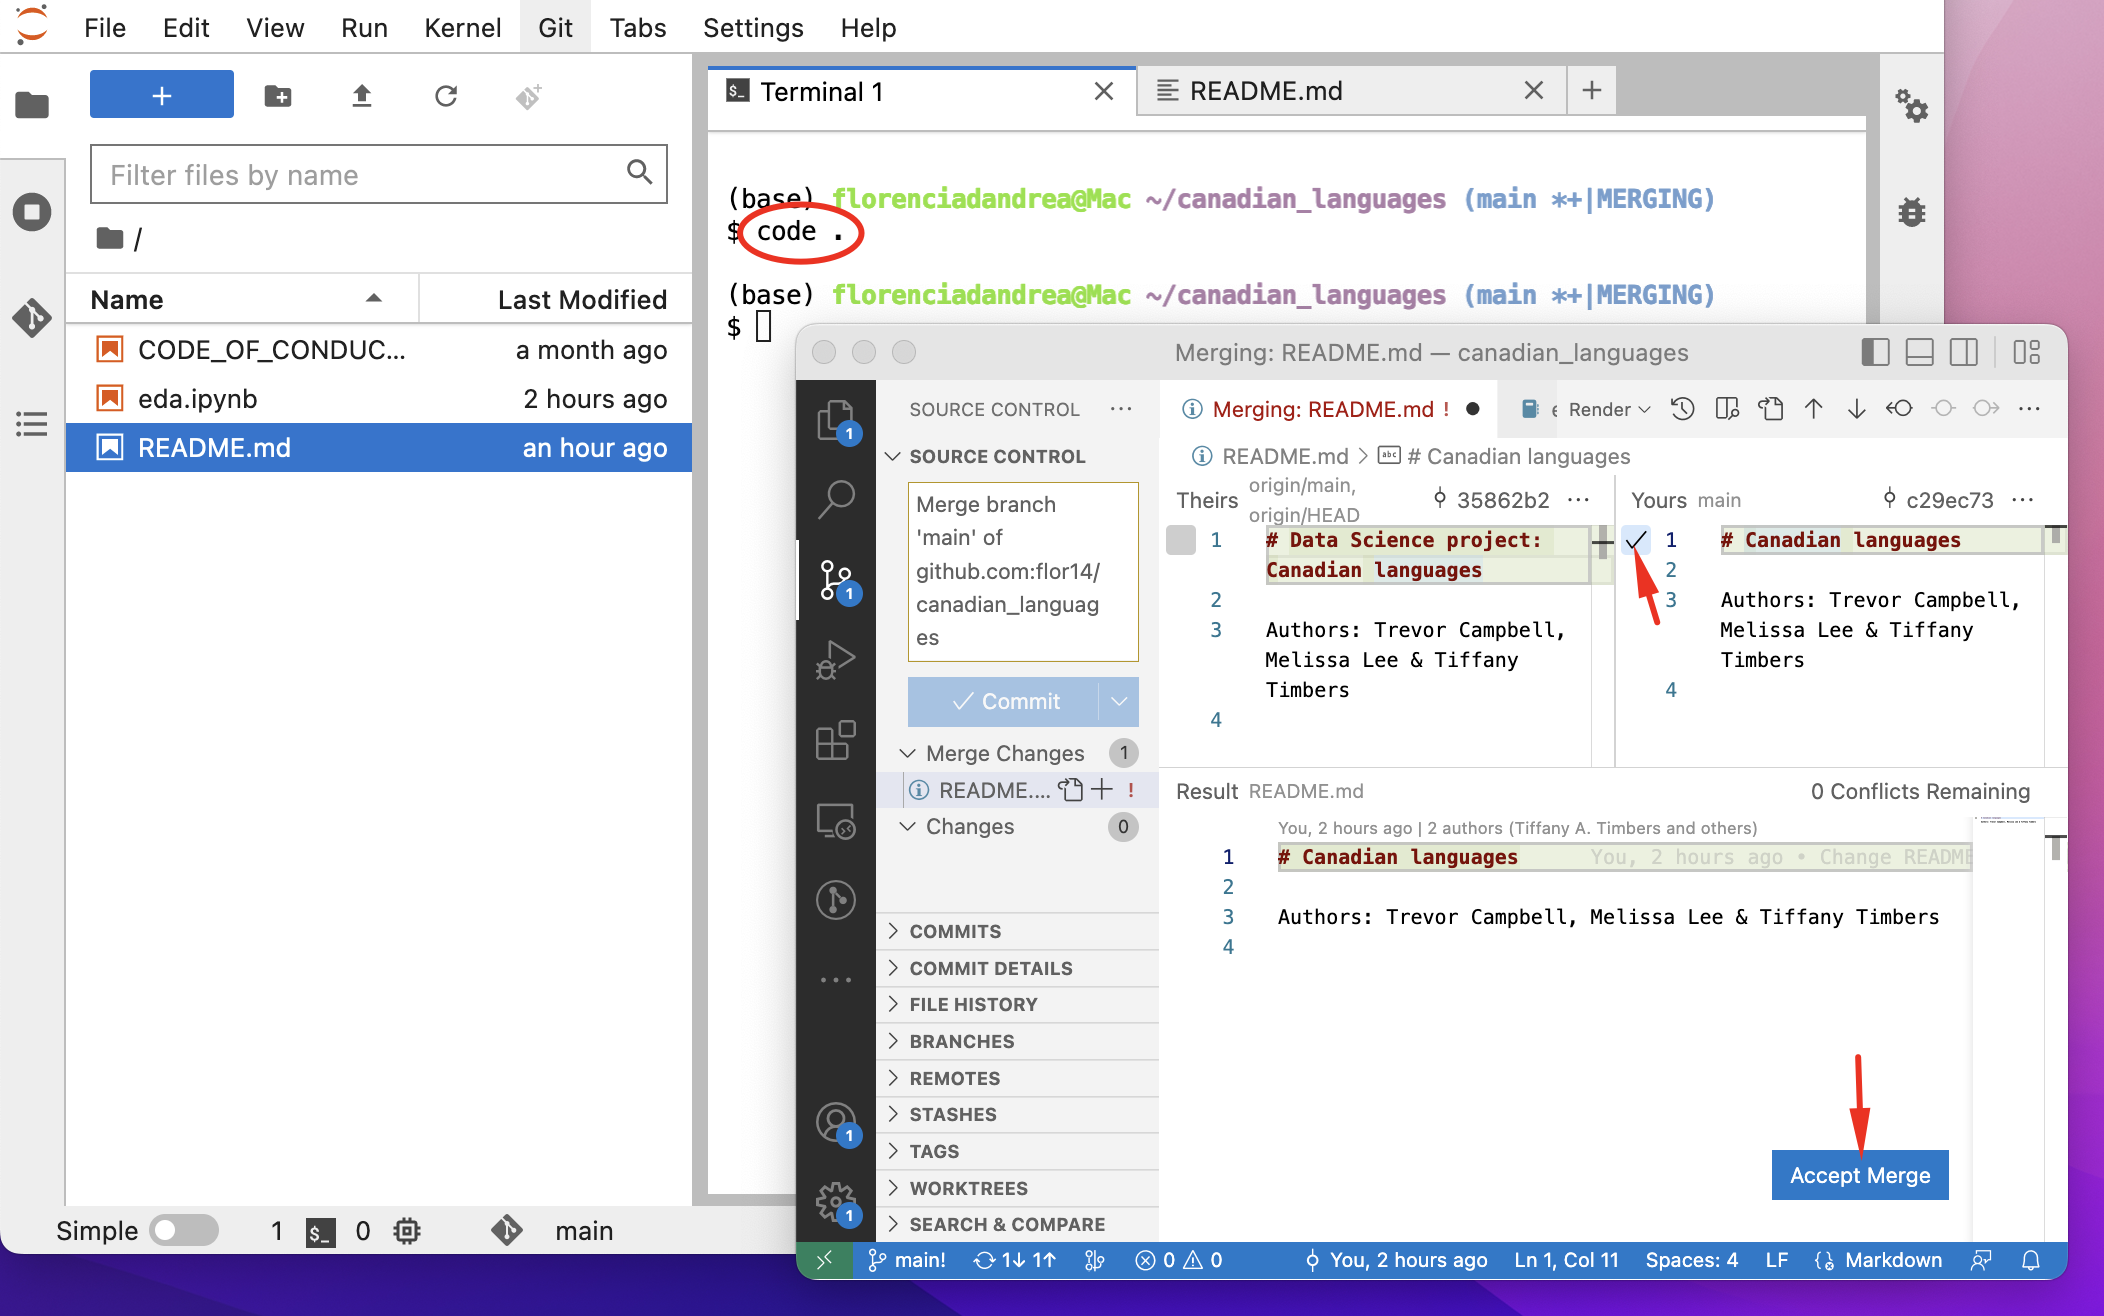 File Edit View Run Kernel Git Tabs Settings Help
Terminal 1
README.md
Filter files by name
/
Name Last Modified
CODE_OF_CONDUC... a month ago
eda.ipynb 2 hours ago
README.md an hour ago
(base) florenciadandrea@Mac ~/canadian_languages (main *+|MERGING)
$ code .
(base) florenciadandrea@Mac ~/canadian_languages (main *+|MERGING)
$
Simple 1 $_ 0 main
Merging: README.md — canadian_languages
1
1
1
1
SOURCE CONTROL ...
SOURCE CONTROL
Merge branch
'main' of
github.com:flor14/
canadian_languag
es
Commit
Merge Changes 1
README.... !
Changes 0
COMMITS
COMMIT DETAILS
FILE HISTORY
BRANCHES
REMOTES
STASHES
TAGS
WORKTREES
SEARCH & COMPARE
Merging: README.md ! e Render ...
README.md > # Canadian languages
Theirs origin/main,
origin/HEAD
35862b2 ...
1 # Data Science project:
Canadian languages
2
3 Authors: Trevor Campbell,
Melissa Lee & Tiffany
Timbers
4
Yours main c29ec73 ...
1 # Canadian languages
2
3 Authors: Trevor Campbell,
Melissa Lee & Tiffany
Timbers
4
Result README.md 0 Conflicts Remaining
You, 2 hours ago | 2 authors (Tiffany A. Timbers and others)
1 # Canadian languages You, 2 hours ago • Change README
2
3 Authors: Trevor Campbell, Melissa Lee & Tiffany Timbers
4
Accept Merge
main! 1↓ 1↑ 0 0 You, 2 hours ago Ln 1, Col 11 Spaces: 4 LF Markdown